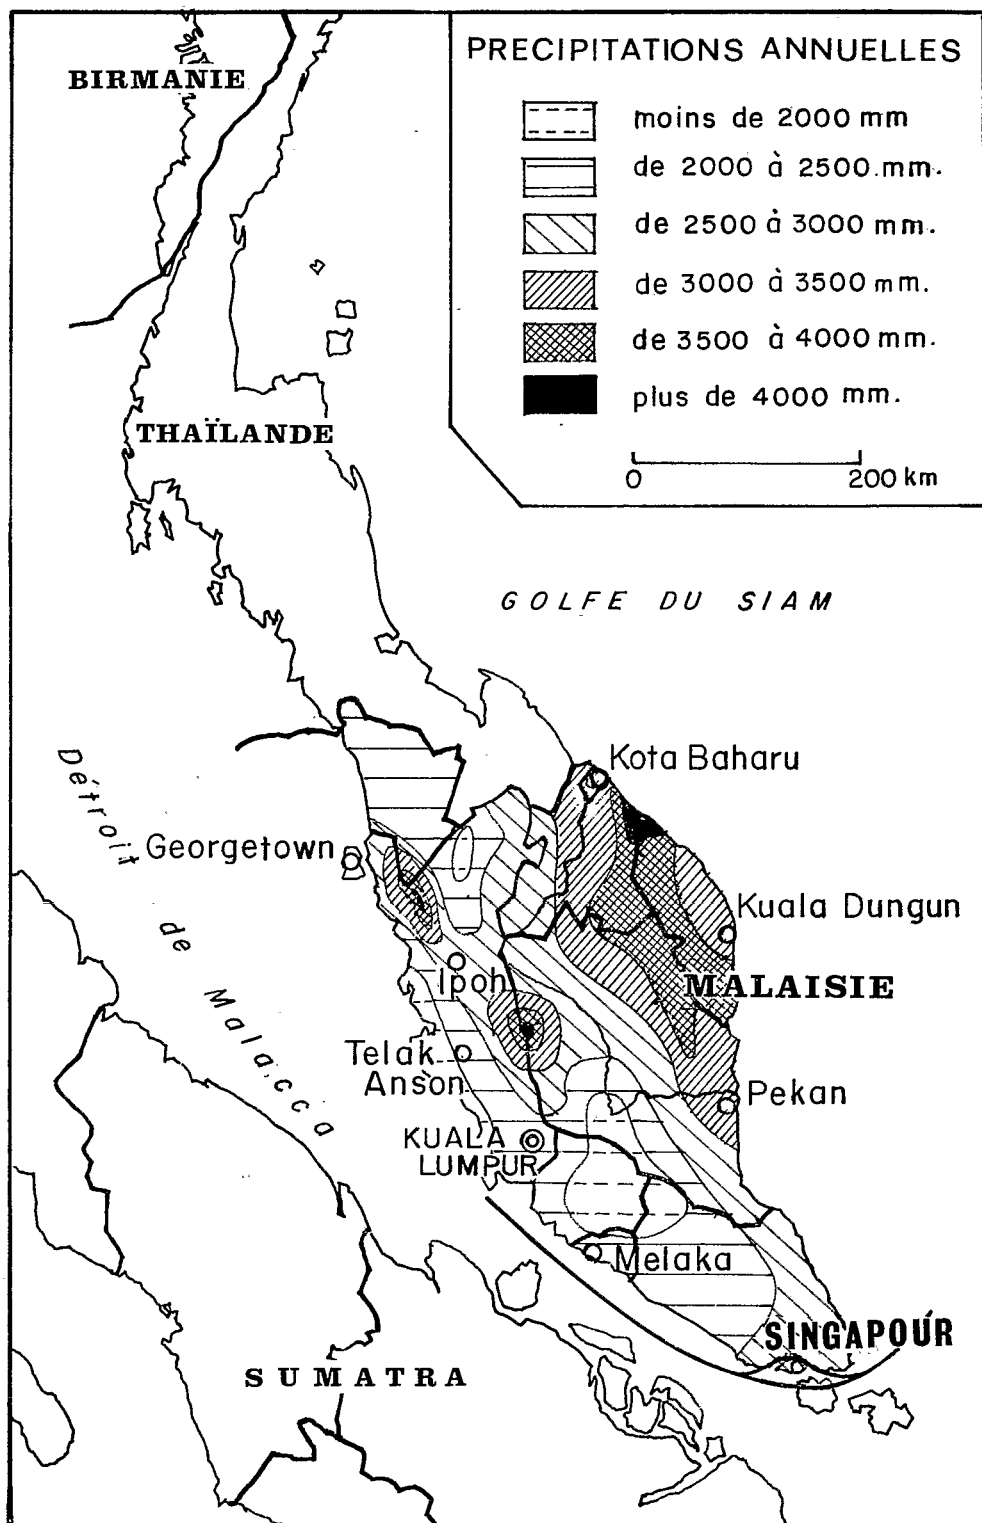 PRECIPITATIONS ANNUELLES
moins de 2000 mm
de 2000 à 2500 mm.
de 2500 à 3000 mm.
de 3000 à 3500 mm.
de 3500 à 4000 mm.
plus de 4000 mm.
0 200 km
BIRMANIE
THAÏLANDE
GOLFE DU SIAM
Détroit de Malacca
Kota Baharu
Georgetown
Kuala Dungun
Ipoh
MALAISIE
Telak
Anson
Pekan
KUALA
LUMPUR
Melaka
SINGAPOUR
SUMATRA